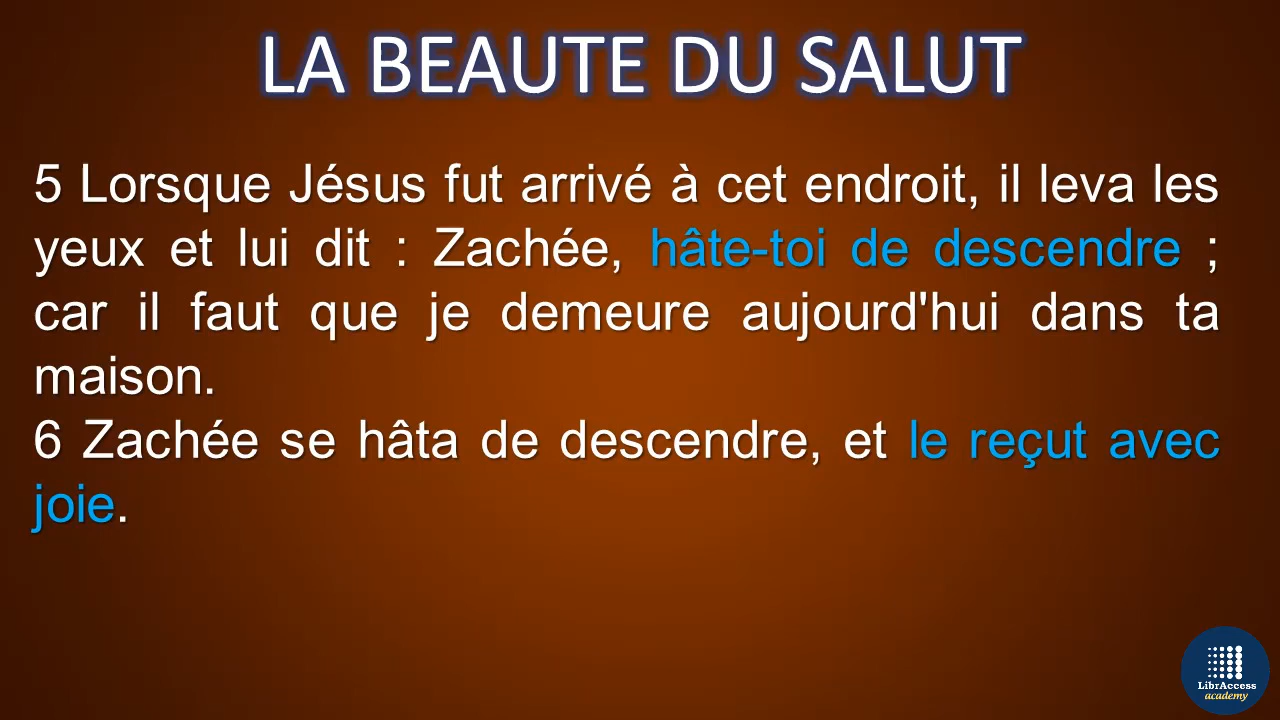 LA BEAUTE DU SALUT
5 Lorsque Jésus fut arrivé à cet endroit, il leva les
yeux et lui dit : Zachée, hâte-toi de descendre ;
car il faut que je demeure aujourd'hui dans ta
maison.
6 Zachée se hâta de descendre, et le reçut avec
joie.
LibrAccess
academy